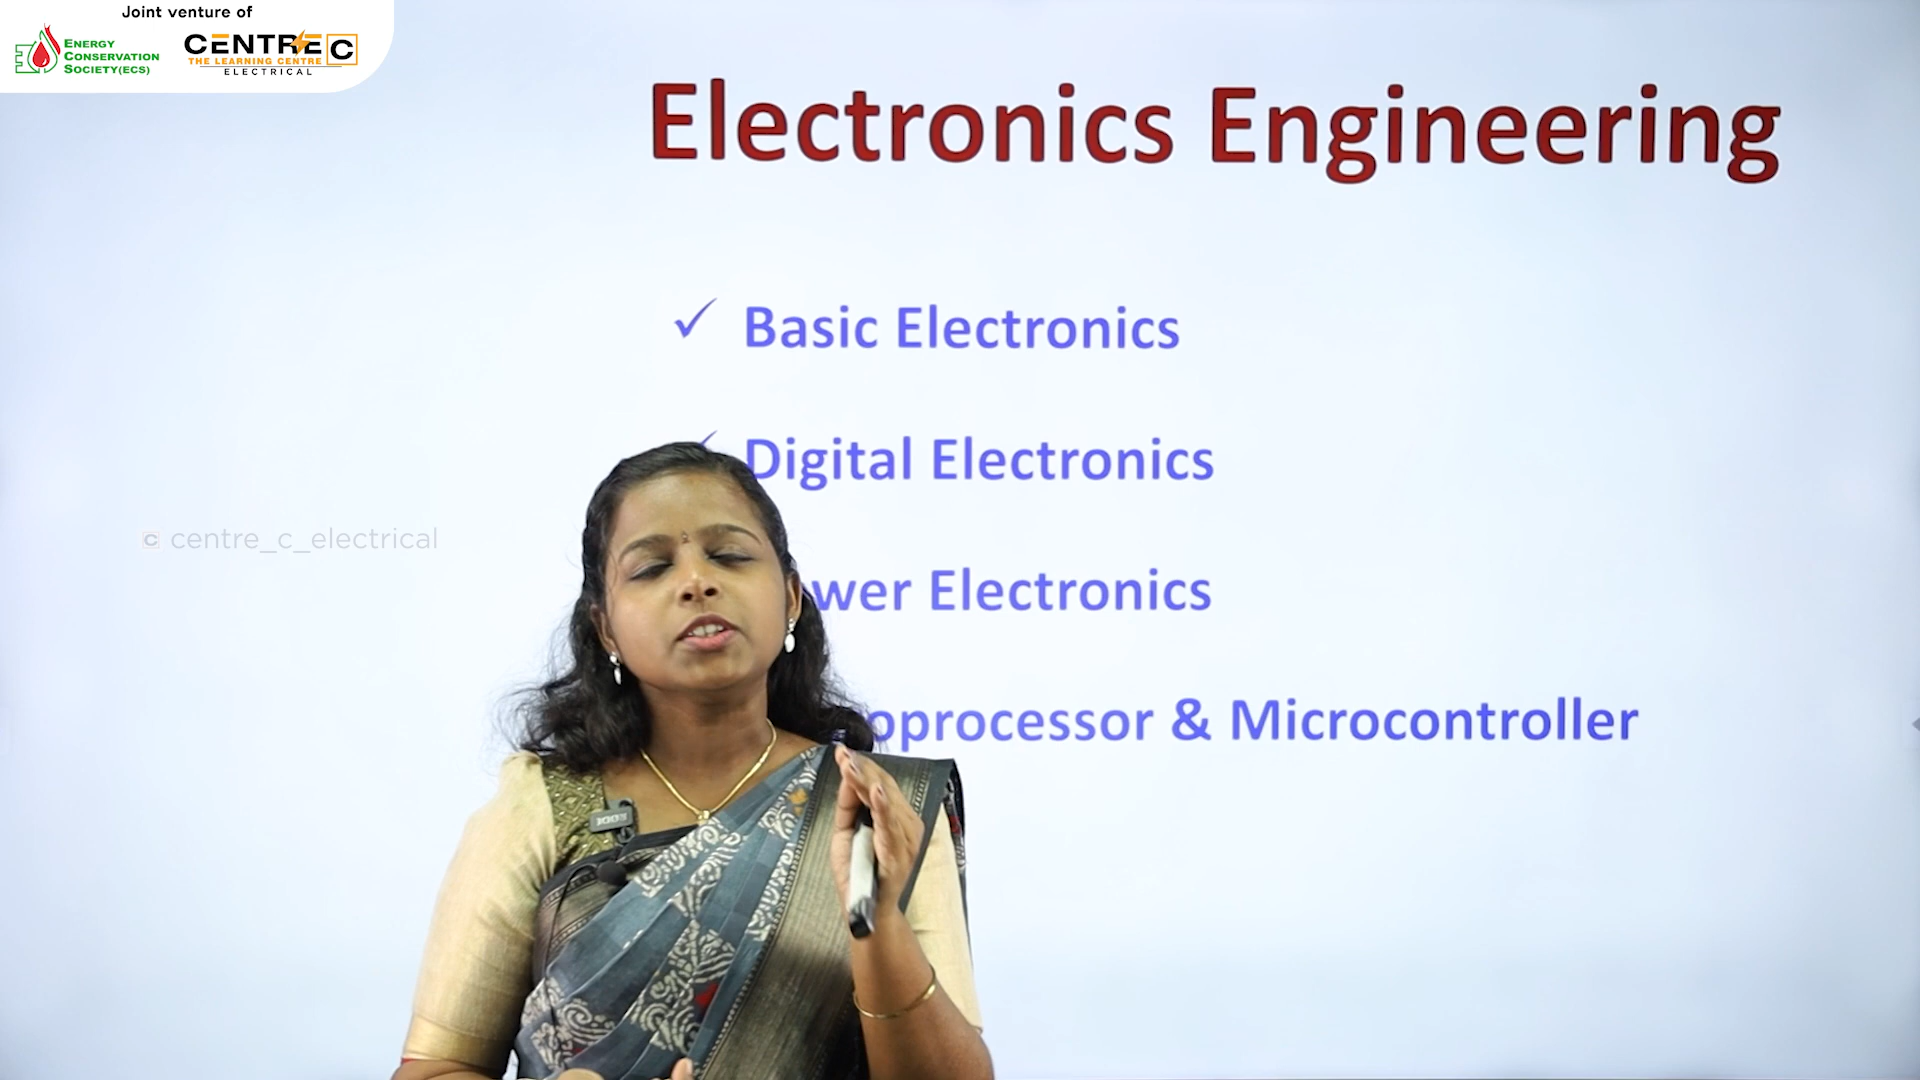 Joint venture of
ENERGY
CONSERVATION
SOCIETY(ECS)
CENTRE C
THE LEARNING CENTRE
ELECTRICAL
Electronics Engineering
Basic Electronics
Digital Electronics
wer Electronics
oprocessor & Microcontroller
C centre_c_electrical